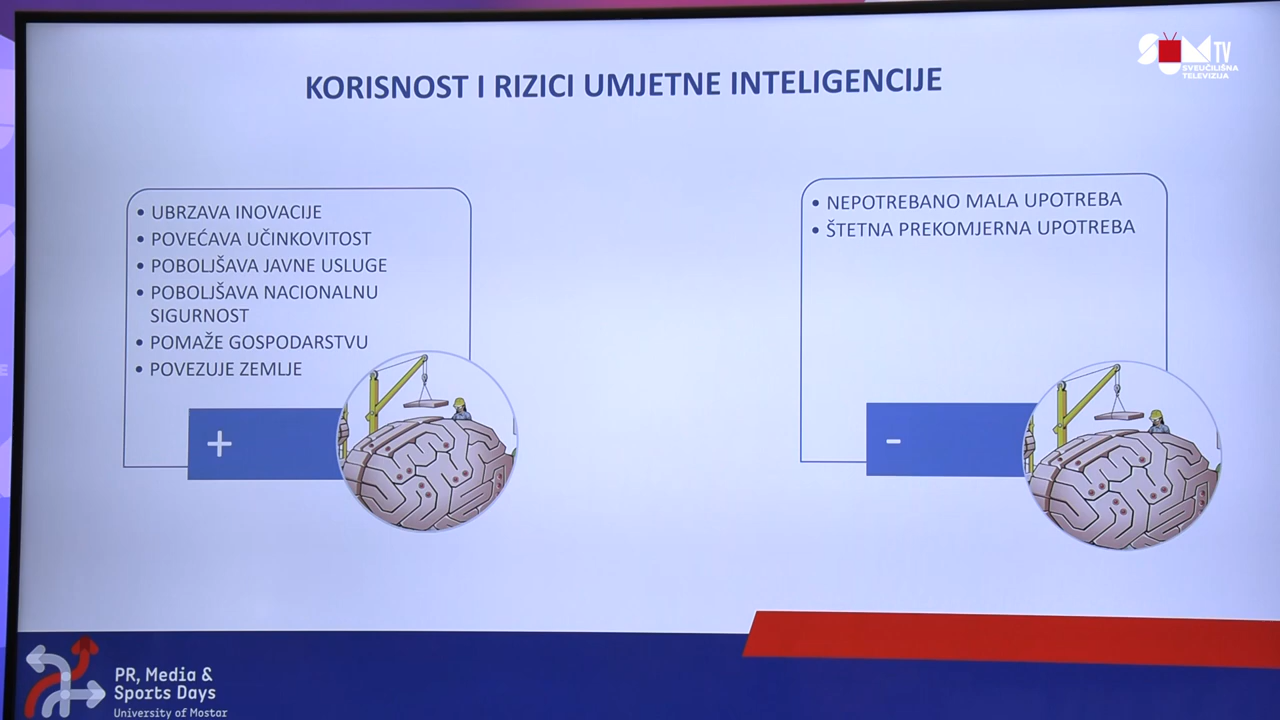 SUM TV
SVEUČILIŠNA
TELEVIZIJA
KORISNOST I RIZICI UMJETNE INTELIGENCIJE
• UBRZAVA INOVACIJE
• POVEĆAVA UČINKOVITOST
• POBOLJŠAVA JAVNE USLUGE
• POBOLJŠAVA NACIONALNU
SIGURNOST
• POMAŽE GOSPODARSTVU
• POVEZUJE ZEMLJE
+
• NEPOTREBANO MALA UPOTREBA
• ŠTETNA PREKOMJERNA UPOTREBA
-
PR, Media &
Sports Days
University of Mostar